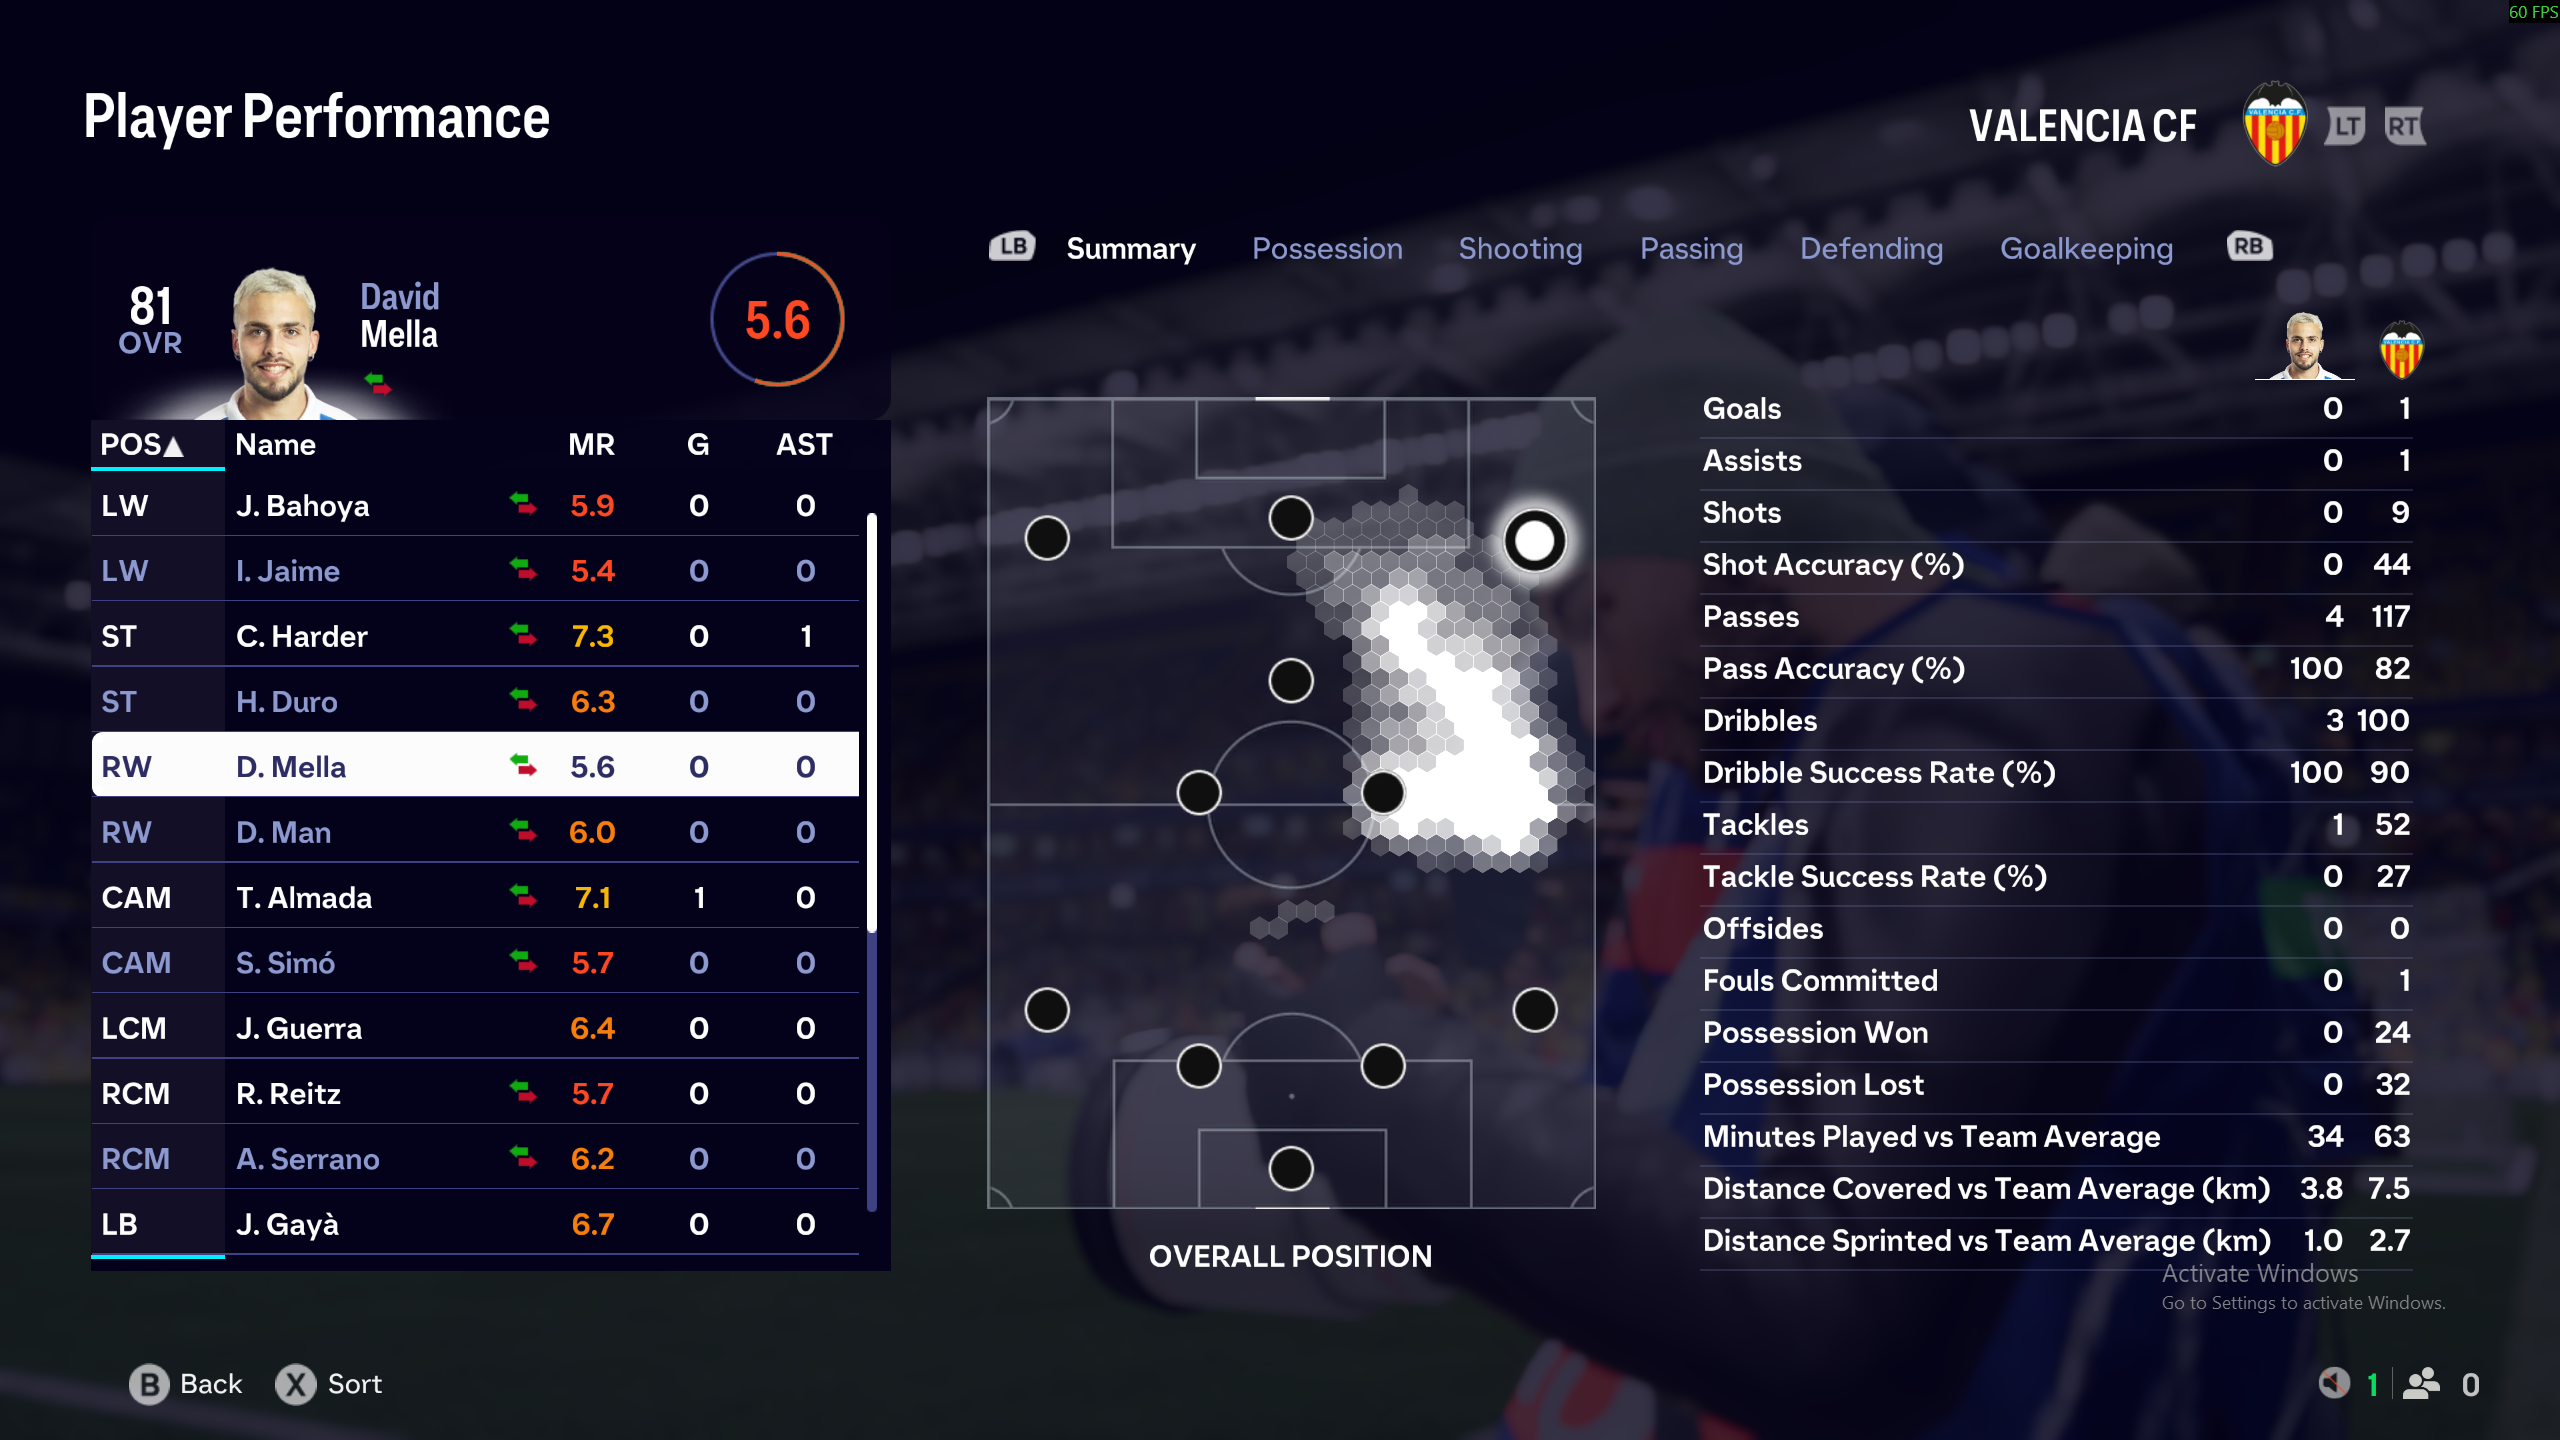 60 FPS
Player Performance
VALENCIA CF
LT RT
LB Summary Possession Shooting Passing Defending Goalkeeping RB
81
OVR
David
Mella
5.6
POS▲ Name MR G AST
LW J. Bahoya 5.9 0 0
LW I. Jaime 5.4 0 0
ST C. Harder 7.3 0 1
ST H. Duro 6.3 0 0
RW D. Mella 5.6 0 0
RW D. Man 6.0 0 0
CAM T. Almada 7.1 1 0
CAM S. Simó 5.7 0 0
LCM J. Guerra 6.4 0 0
RCM R. Reitz 5.7 0 0
RCM A. Serrano 6.2 0 0
LB J. Gayà 6.7 0 0
OVERALL POSITION
Goals 0 1
Assists 0 1
Shots 0 9
Shot Accuracy (%) 0 44
Passes 4 117
Pass Accuracy (%) 100 82
Dribbles 3 100
Dribble Success Rate (%) 100 90
Tackles 1 52
Tackle Success Rate (%) 0 27
Offsides 0 0
Fouls Committed 0 1
Possession Won 0 24
Possession Lost 0 32
Minutes Played vs Team Average 34 63
Distance Covered vs Team Average (km) 3.8 7.5
Distance Sprinted vs Team Average (km) 1.0 2.7
Activate Windows
Go to Settings to activate Windows.
B Back X Sort
1 0